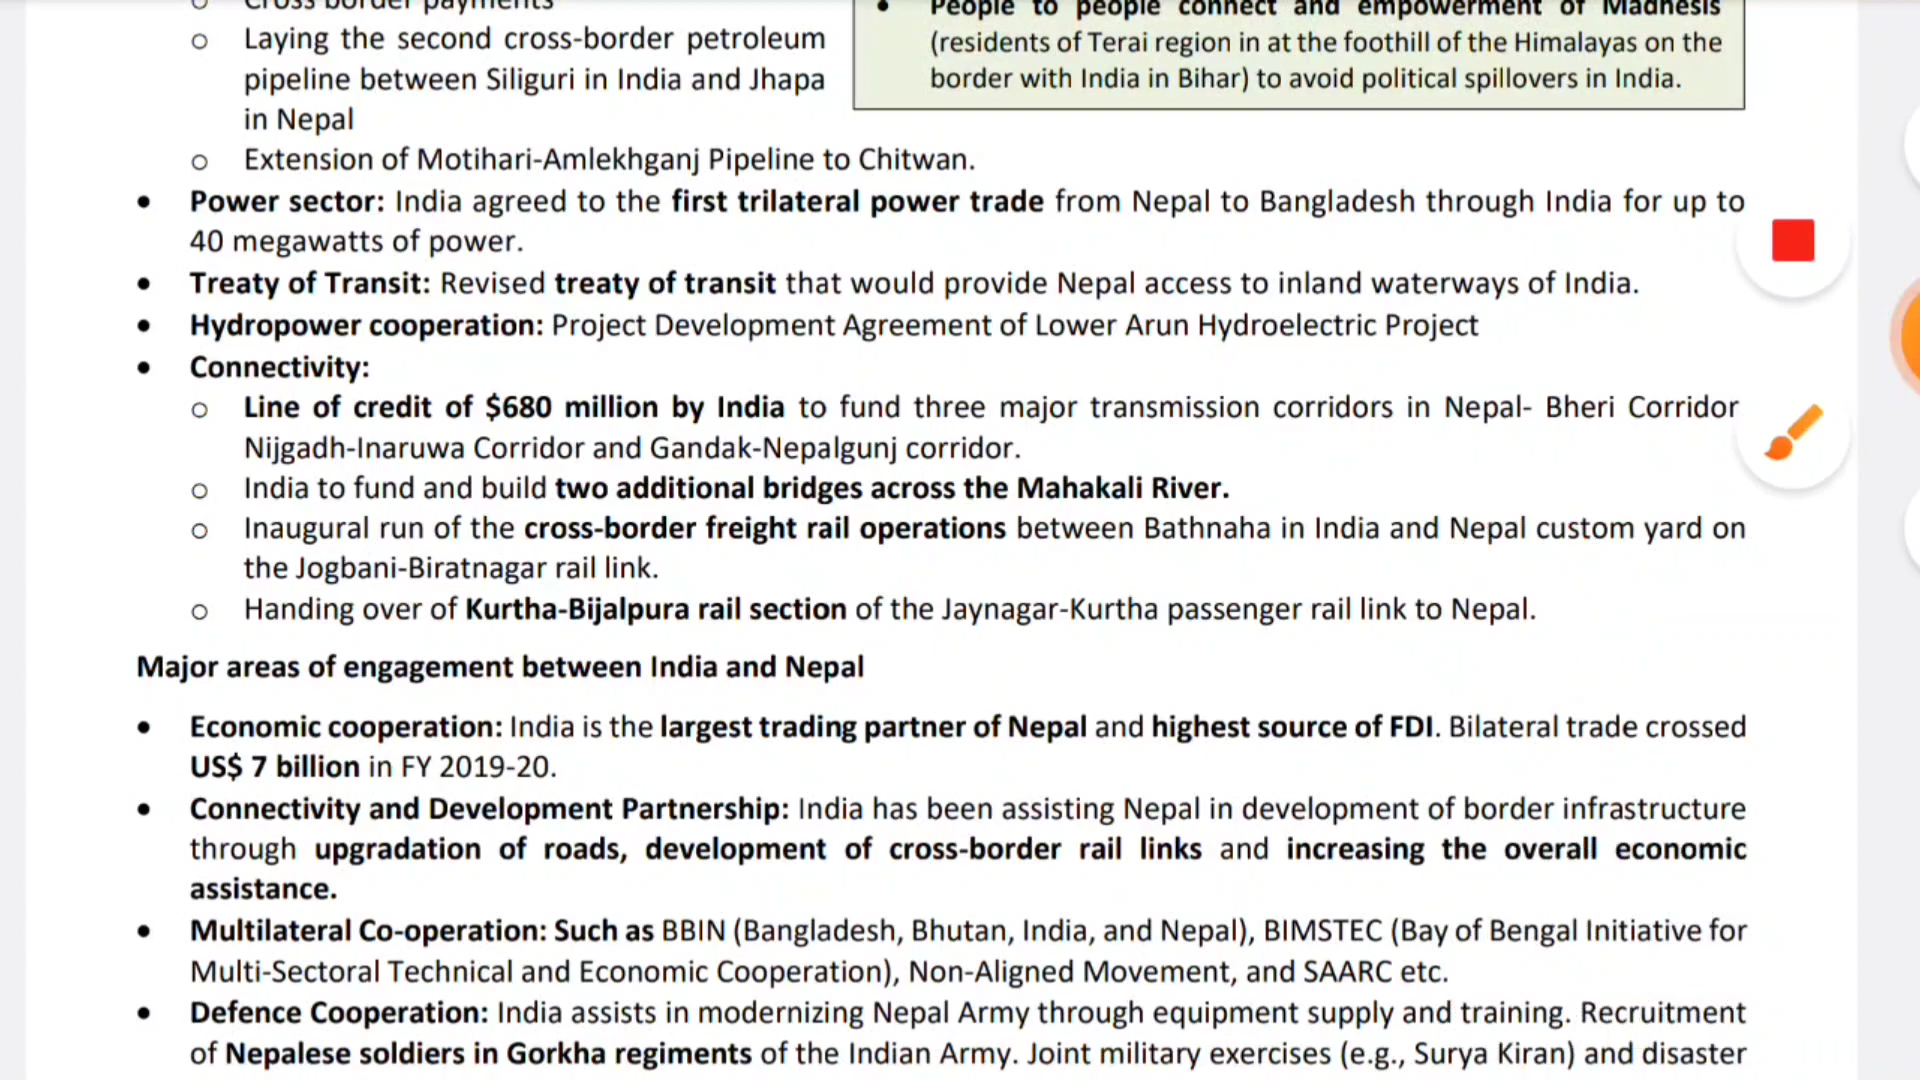 Cross border payments
Laying the second cross-border petroleum
pipeline between Siliguri in India and Jhapa
in Nepal
People to people connect and empowerment of Madhesis
(residents of Terai region in at the foothill of the Himalayas on the
border with India in Bihar) to avoid political spillovers in India.
Extension of Motihari-Amlekhganj Pipeline to Chitwan.
Power sector: India agreed to the first trilateral power trade from Nepal to Bangladesh through India for up to
40 megawatts of power.
Treaty of Transit: Revised treaty of transit that would provide Nepal access to inland waterways of India.
Hydropower cooperation: Project Development Agreement of Lower Arun Hydroelectric Project
Connectivity:
Line of credit of $680 million by India to fund three major transmission corridors in Nepal- Bheri Corridor
Nijgadh-Inaruwa Corridor and Gandak-Nepalgunj corridor.
India to fund and build two additional bridges across the Mahakali River.
Inaugural run of the cross-border freight rail operations between Bathnaha in India and Nepal custom yard on
the Jogbani-Biratnagar rail link.
Handing over of Kurtha-Bijalpura rail section of the Jaynagar-Kurtha passenger rail link to Nepal.
Major areas of engagement between India and Nepal
Economic cooperation: India is the largest trading partner of Nepal and highest source of FDI. Bilateral trade crossed
US$ 7 billion in FY 2019-20.
Connectivity and Development Partnership: India has been assisting Nepal in development of border infrastructure
through upgradation of roads, development of cross-border rail links and increasing the overall economic
assistance.
Multilateral Co-operation: Such as BBIN (Bangladesh, Bhutan, India, and Nepal), BIMSTEC (Bay of Bengal Initiative for
Multi-Sectoral Technical and Economic Cooperation), Non-Aligned Movement, and SAARC etc.
Defence Cooperation: India assists in modernizing Nepal Army through equipment supply and training. Recruitment
of Nepalese soldiers in Gorkha regiments of the Indian Army. Joint military exercises (e.g., Surya Kiran) and disaster